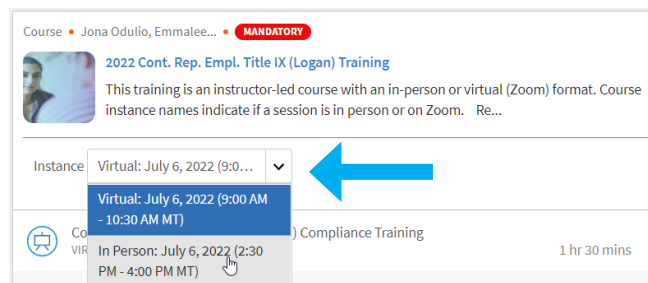 Course • Jona Odulio, Emmalee... • MANDATORY
2022 Cont. Rep. Empl. Title IX (Logan) Training
This training is an instructor-led course with an in-person or virtual (Zoom) format. Course
instance names indicate if a session is in person or on Zoom. Re...
Instance Virtual: July 6, 2022 (9:0...
Virtual: July 6, 2022 (9:00 AM
- 10:30 AM MT)
Co ) Compliance Training
VIR
In Person: July 6, 2022 (2:30
PM - 4:00 PM MT)
1 hr 30 mins